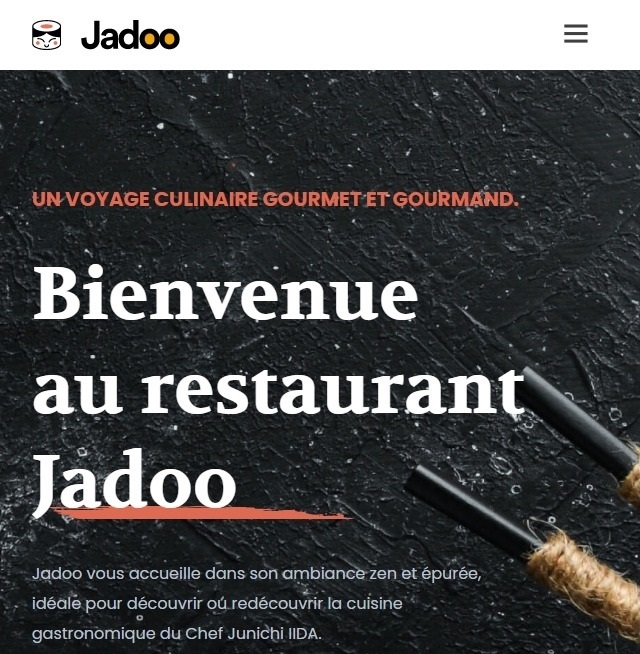 Jadoo
UN VOYAGE CULINAIRE GOURMET ET GOURMAND.
Bienvenue
au restaurant
Jadoo
Jadoo vous accueille dans son ambiance zen et épurée,
idéale pour découvrir oú redécouvrir la cuisine
gastronomique du Chef Junichi IIDA.